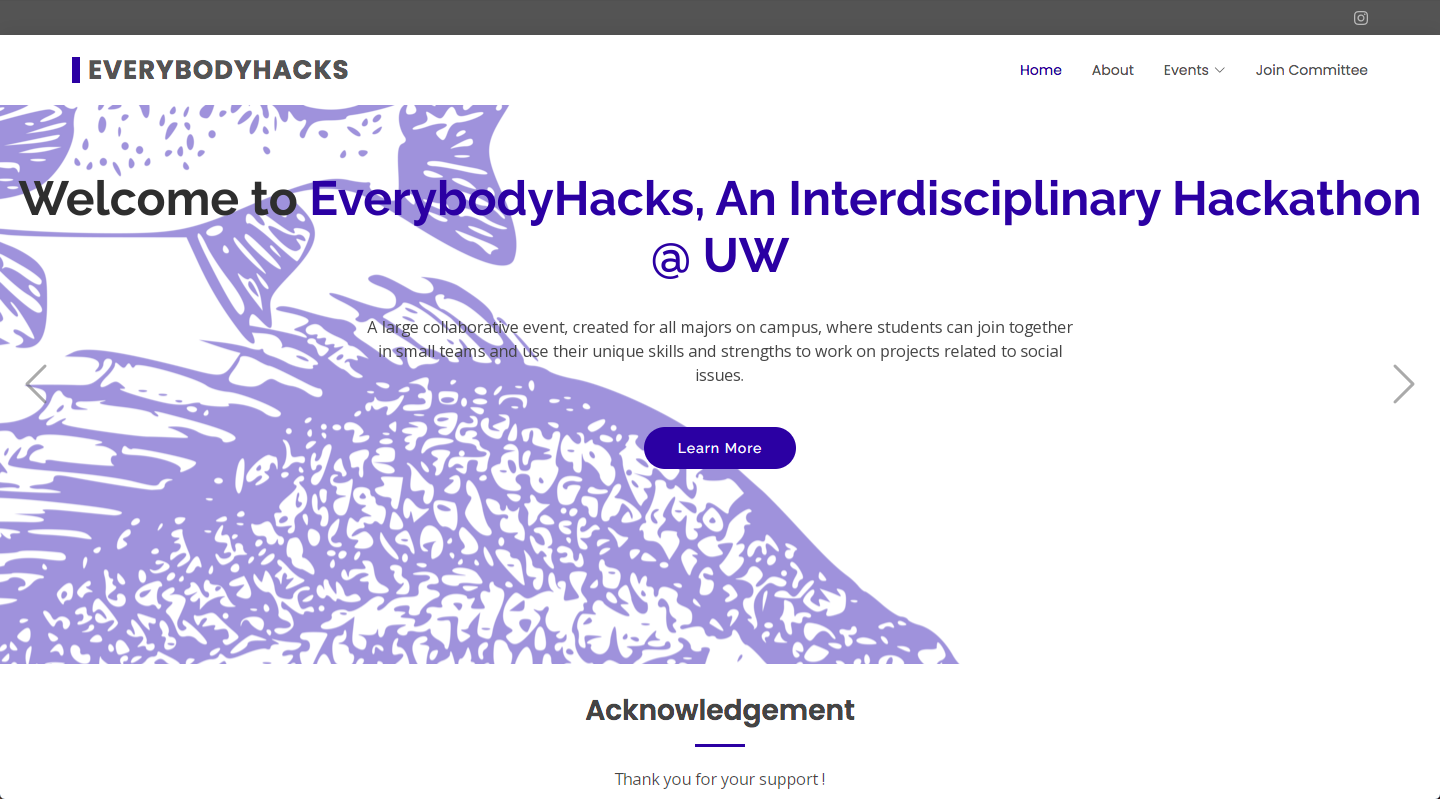 EVERYBODYHACKS
Home About Events Join Committee
Welcome to EverybodyHacks, An Interdisciplinary Hackathon
@ UW
A large collaborative event, created for all majors on campus, where students can join together
in small teams and use their unique skills and strengths to work on projects related to social
issues.
Learn More
Acknowledgement
Thank you for your support !